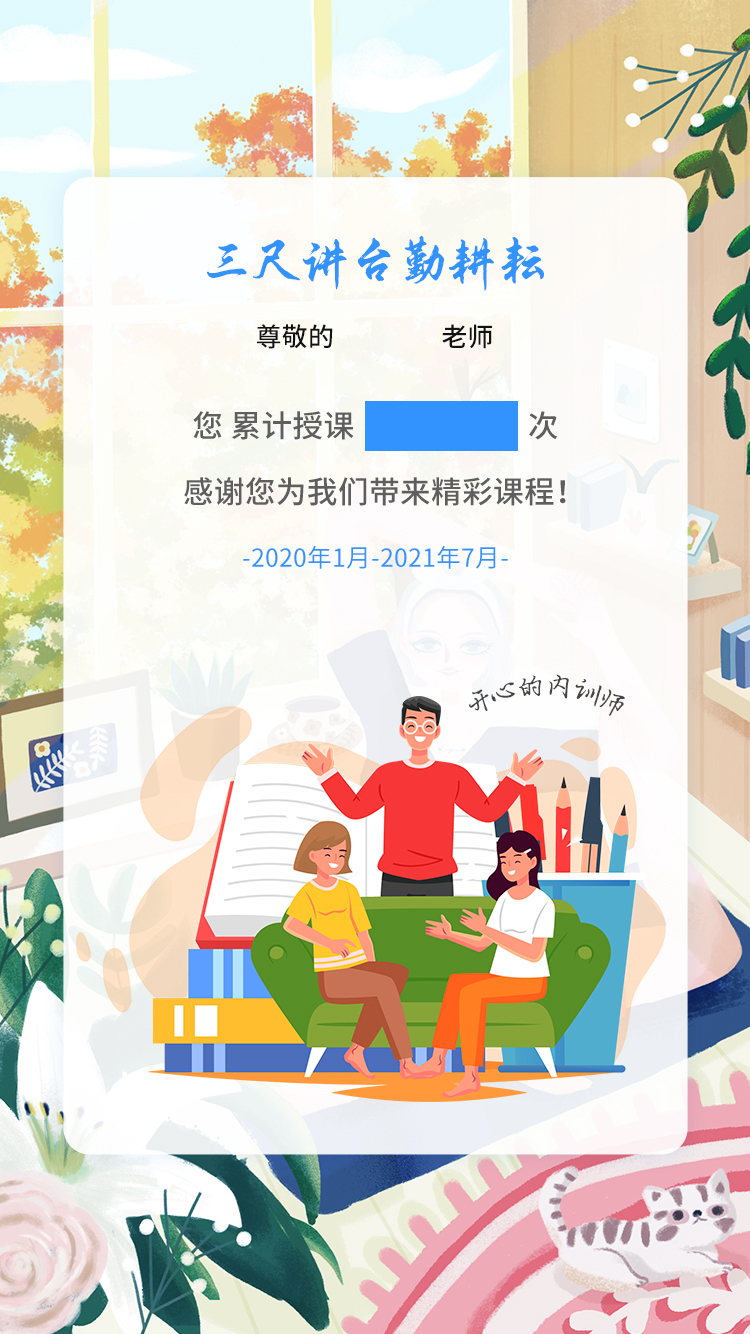 三尺讲台勤耕耘
尊敬的 老师
您 累计授课 次
感谢您为我们带来精彩课程！
-2020年1月-2021年7月-
开心的内训师